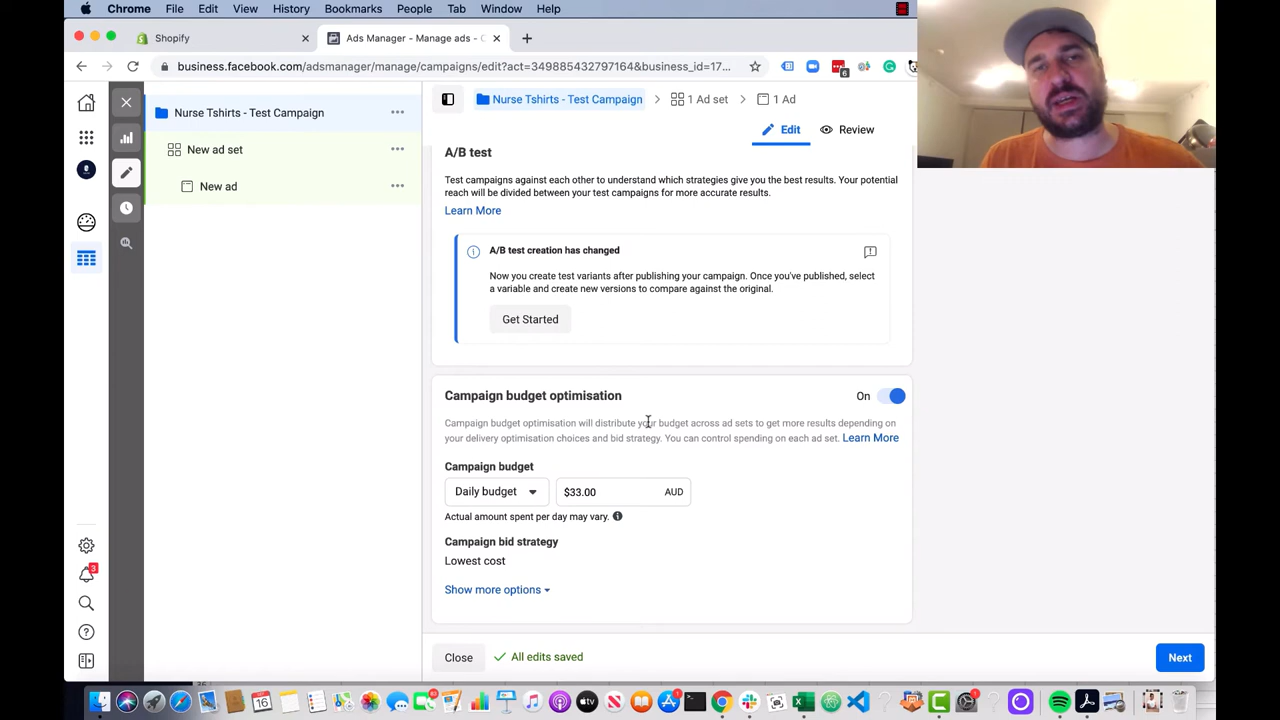 Chrome File Edit View History Bookmarks People Tab Window Help
Shopify
Ads Manager - Manage ads - C
business.facebook.com/adsmanager/manage/campaigns/edit?act=349885432797164&business_id=17...
6
Nurse Tshirts - Test Campaign
New ad set
New ad
Nurse Tshirts - Test Campaign 1 Ad set 1 Ad
Edit Review
A/B test
Test campaigns against each other to understand which strategies give you the best results. Your potential
reach will be divided between your test campaigns for more accurate results.
Learn More
A/B test creation has changed
Now you create test variants after publishing your campaign. Once you've published, select
a variable and create new versions to compare against the original.
Get Started
Campaign budget optimisation
On
Campaign budget optimisation will distribute your budget across ad sets to get more results depending on
your delivery optimisation choices and bid strategy. You can control spending on each ad set. Learn More
Campaign budget
Daily budget $33.00 AUD
Actual amount spent per day may vary.
Campaign bid strategy
Lowest cost
Show more options
3
Close All edits saved Next